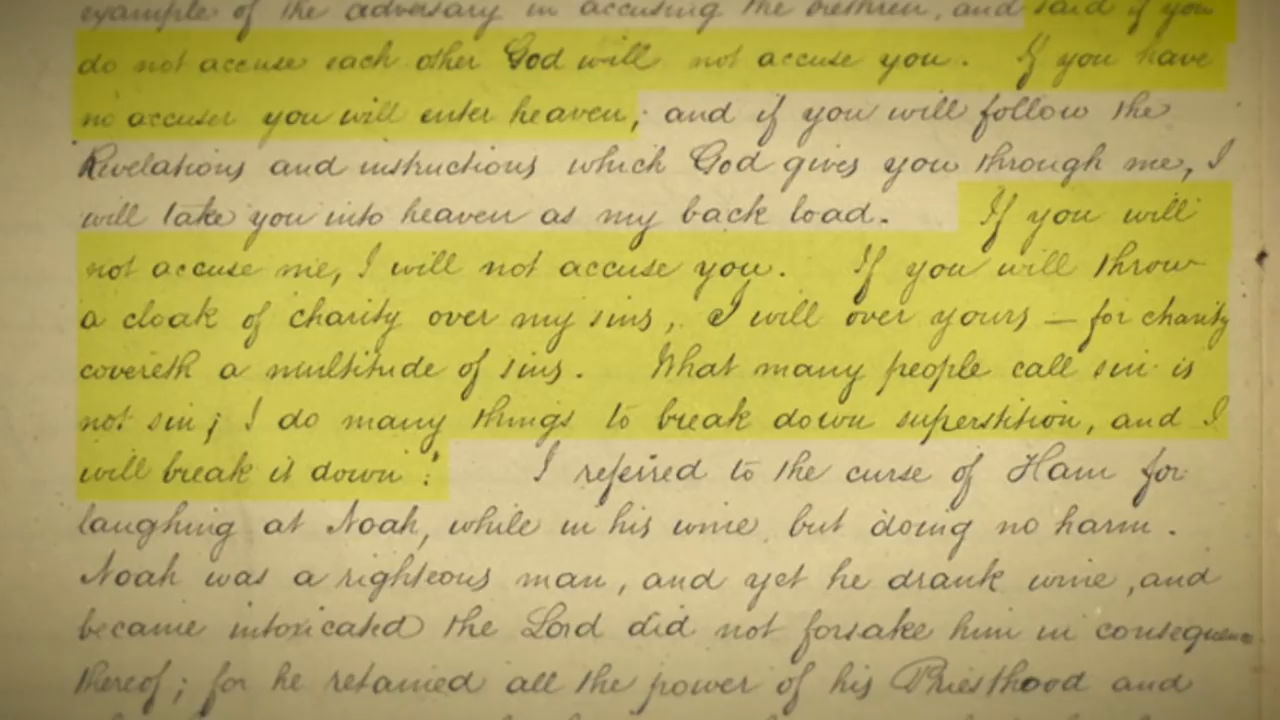 example of the adversary in accusing the brethren, and said if you
do not accuse each other God will not accuse you. If you have
no accuser you will enter heaven; and if you will follow the
Revelations and instructions which God gives you through me, I
will take you into heaven as my back load. If you will
not accuse me, I will not accuse you. If you will throw
a cloak of charity over my sins, I will over yours — for charity
covereth a multitude of sins. What many people call sin is
not sin; I do many things to break down superstition, and I
will break it down:" I referred to the curse of Ham for
laughing at Noah, while in his wine, but doing no harm.
Noah was a righteous man, and yet he drank wine, and
became intoxicated the Lord did not forsake him in consequence
thereof; for he retained all the power of his Priesthood and